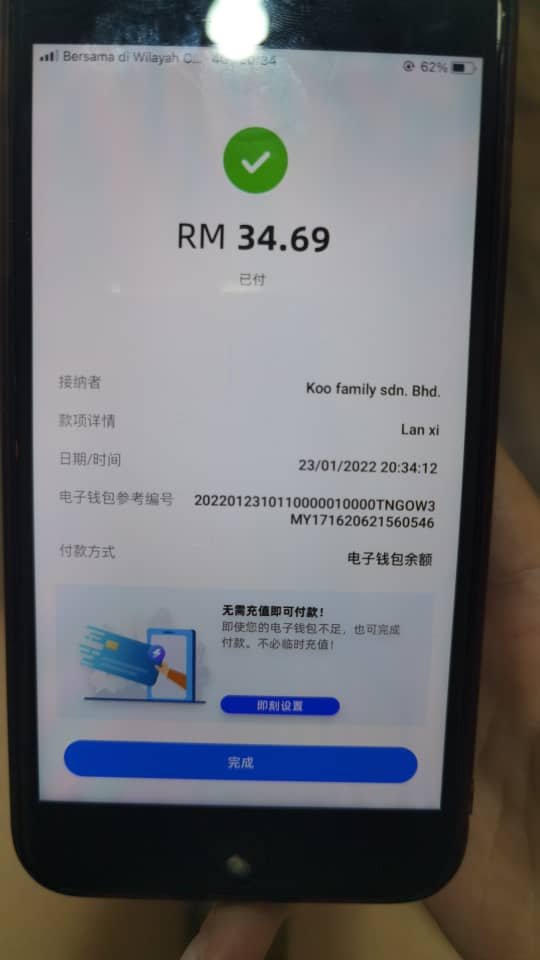 Bersama di Wilayah C... 4G 20:34
62%
RM 34.69
已付
接纳者
Koo family sdn. Bhd.
款项详情
Lan xi
日期/时间
23/01/2022 20:34:12
电子钱包参考编号
20220123101100000010000TNGOW3
MY171620621560546
付款方式
电子钱包余额
无需充值即可付款！
即使您的电子钱包不足，也可完成
付款。不必临时充值！
即刻设置
完成